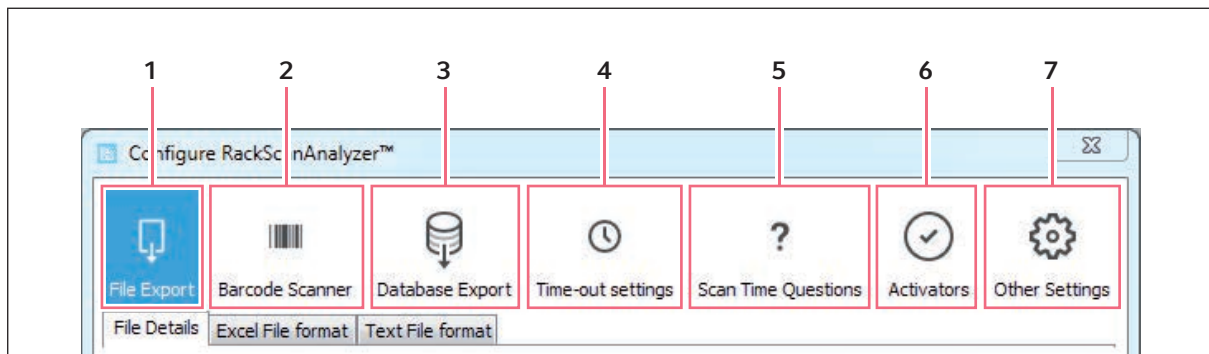 1 2 3 4 5 6 7
Configure RackScanAnalyzer™
File Export Barcode Scanner Database Export Time-out settings Scan Time Questions Activators Other Settings
File Details Excel File format Text File format